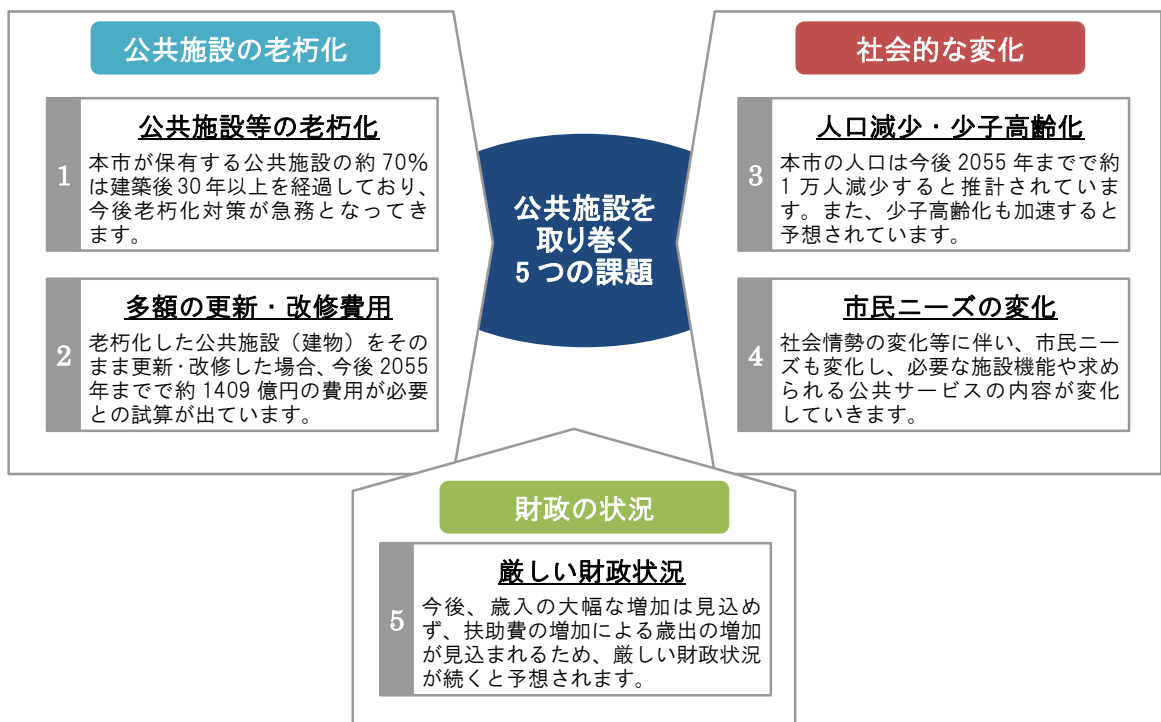 公共施設の老朽化
1
公共施設等の老朽化
本市が保有する公共施設の約 70%
は建築後 30 年以上を経過しており、
今後老朽化対策が急務となってき
ます。
2
多額の更新・改修費用
老朽化した公共施設（建物）をその
まま更新・改修した場合、今後 2055
年までで約 1409 億円の費用が必要
との試算が出ています。
公共施設を
取り巻く
5 つの課題
社会的な変化
3
人口減少・少子高齢化
本市の人口は今後 2055 年までで約
1 万人減少すると推計されていま
す。また、少子高齢化も加速すると
予想されています。
4
市民ニーズの変化
社会情勢の変化等に伴い、市民ニー
ズも変化し、必要な施設機能や求め
られる公共サービスの内容が変化
していきます。
財政の状況
5
厳しい財政状況
今後、歳入の大幅な増加は見込め
ず、扶助費の増加による歳出の増加
が見込まれるため、厳しい財政状況
が続くと予想されます。